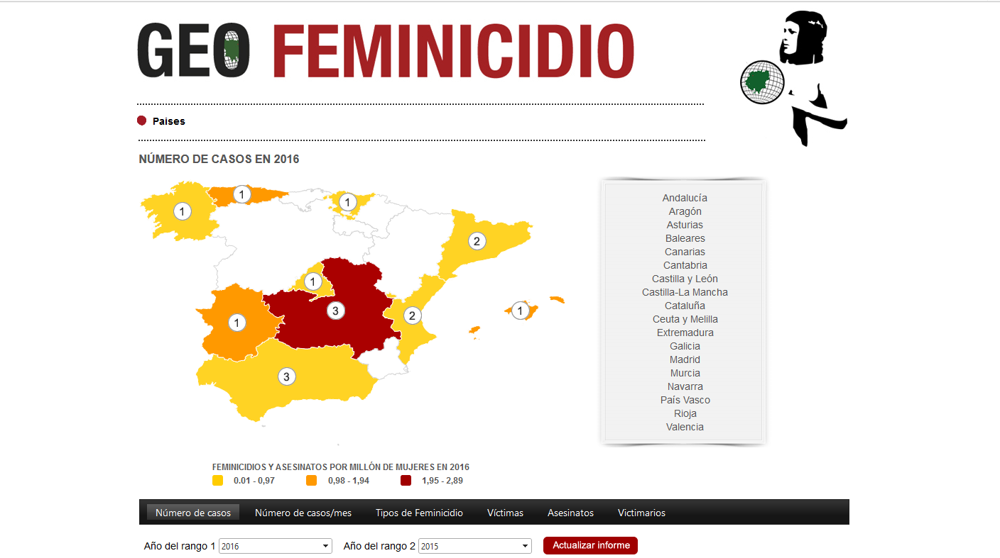 GEO FEMINICIDIO
Paises
NÚMERO DE CASOS EN 2016
1
1
1
2
1
3
1
2
1
3
Andalucía
Aragón
Asturias
Baleares
Canarias
Cantabria
Castilla y León
Castilla-La Mancha
Cataluña
Ceuta y Melilla
Extremadura
Galicia
Madrid
Murcia
Navarra
País Vasco
Rioja
Valencia
FEMINICIDIOS Y ASESINATOS POR MILLÓN DE MUJERES EN 2016
0.01 - 0,97 0,98 - 1,94 1,95 - 2,89
Número de casos Número de casos/mes Tipos de Feminicidio Víctimas Asesinatos Victimarios
Año del rango 1 2016 Año del rango 2 2015 Actualizar informe